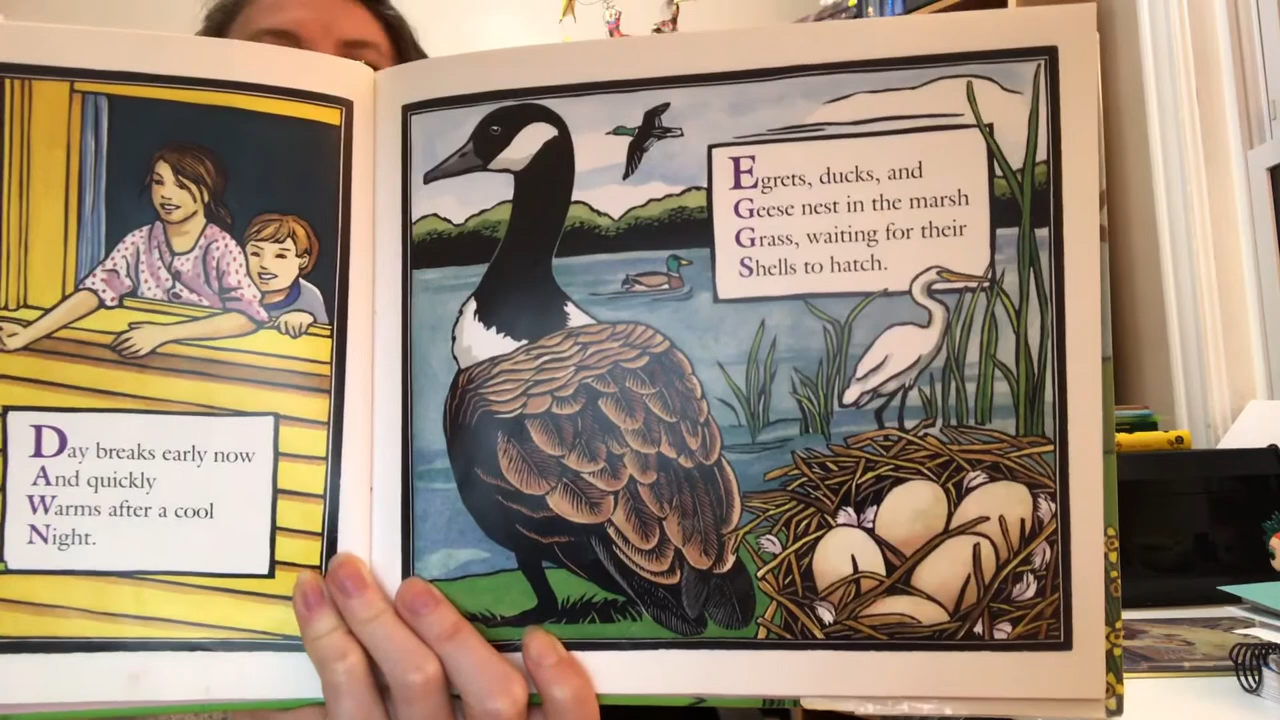 Day breaks early now
And quickly
Warms after a cool
Night.
Egrets, ducks, and
Geese nest in the marsh
Grass, waiting for their
Shells to hatch.